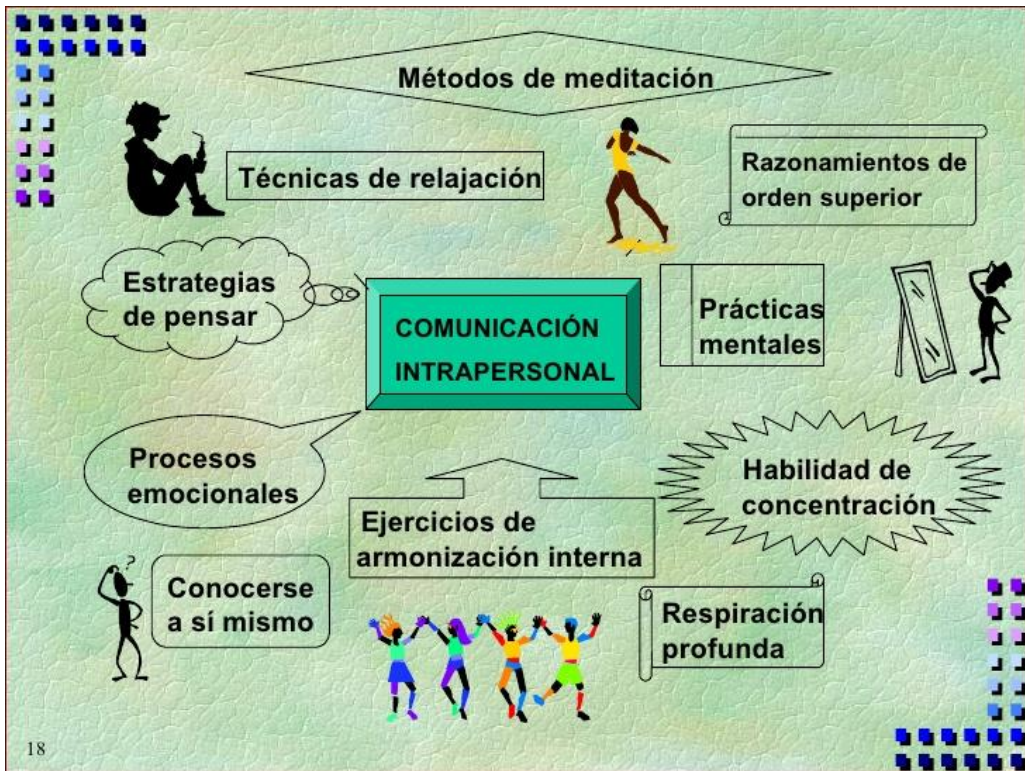 Métodos de meditación
Técnicas de relajación
Razonamientos de
orden superior
Estrategias
de pensar
COMUNICACIÓN
INTRAPERSONAL
Prácticas
mentales
Procesos
emocionales
Habilidad de
concentración
Ejercicios de
armonización interna
Conocerse
a sí mismo
?
Respiración
profunda
18